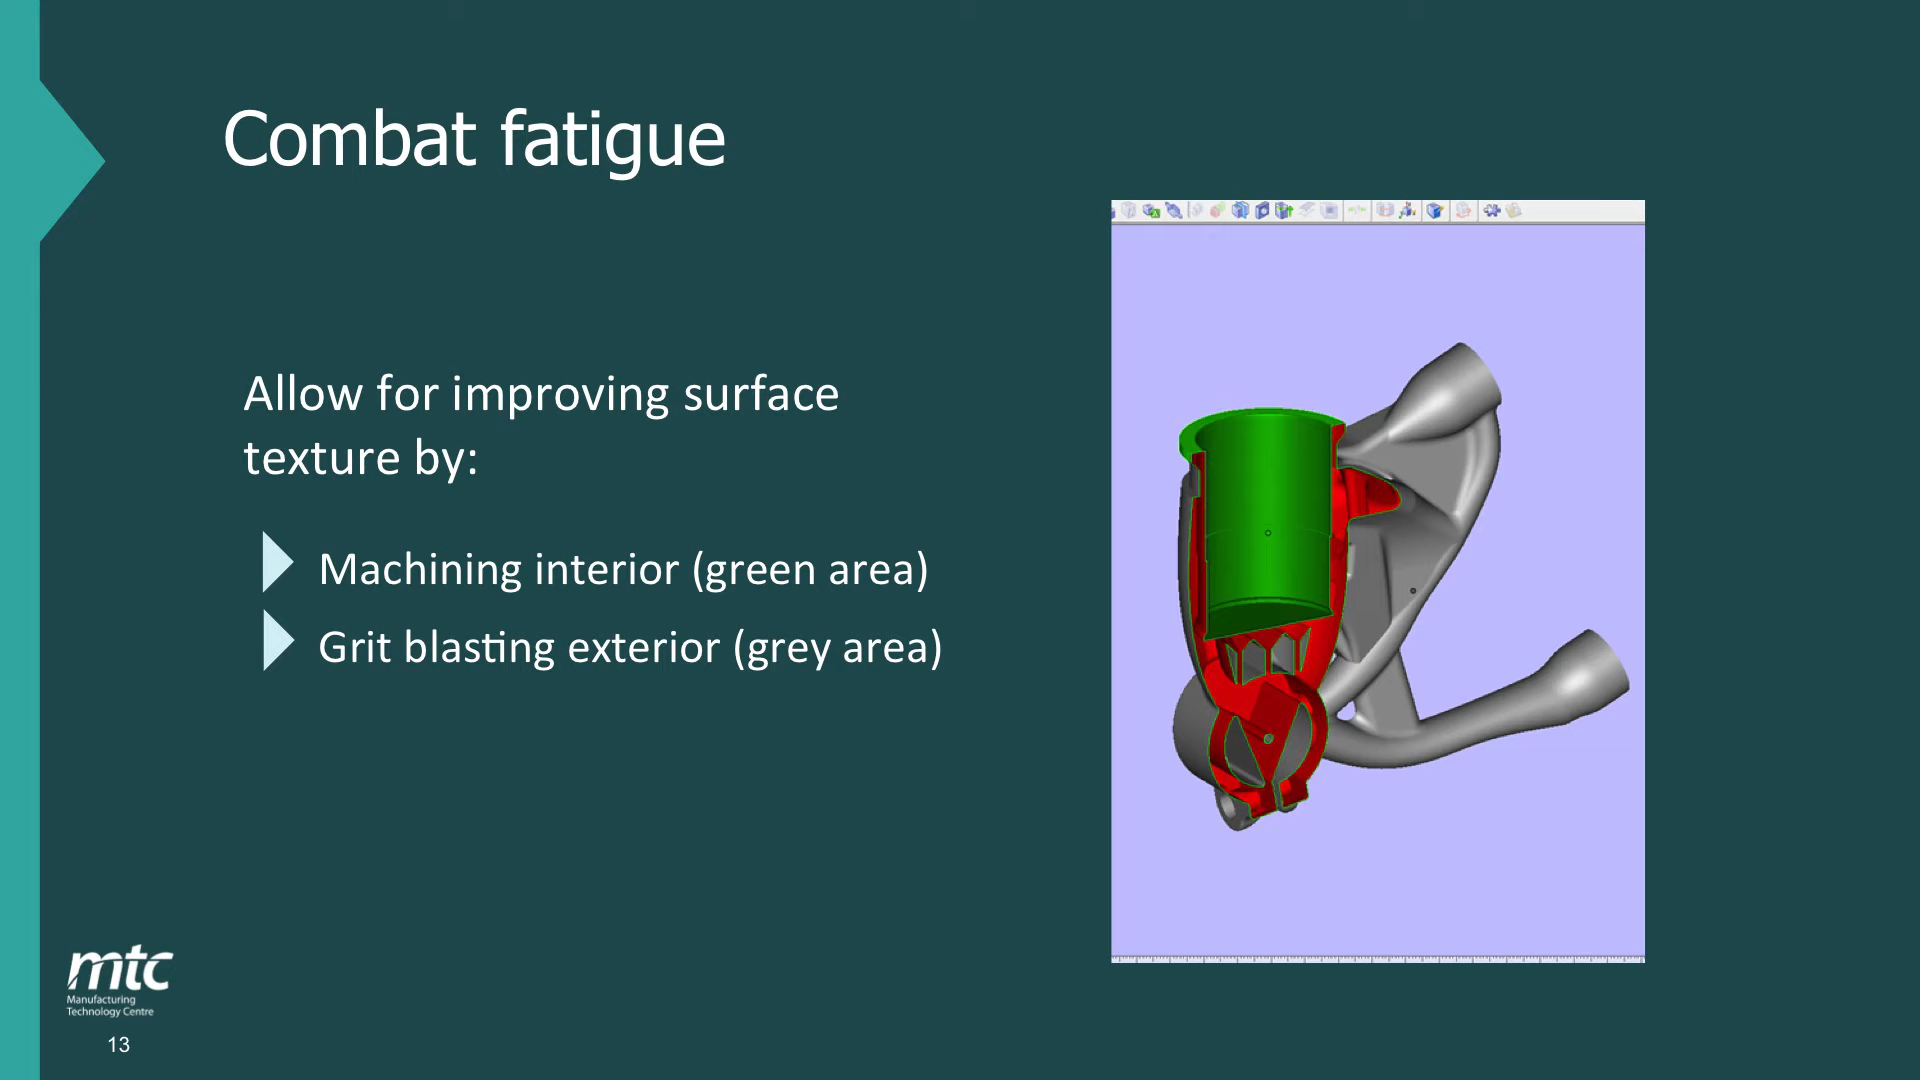 Combat fatigue
Allow for improving surface
texture by:
Machining interior (green area)
Grit blasting exterior (grey area)
mtc
Manufacturing
Technology Centre
13